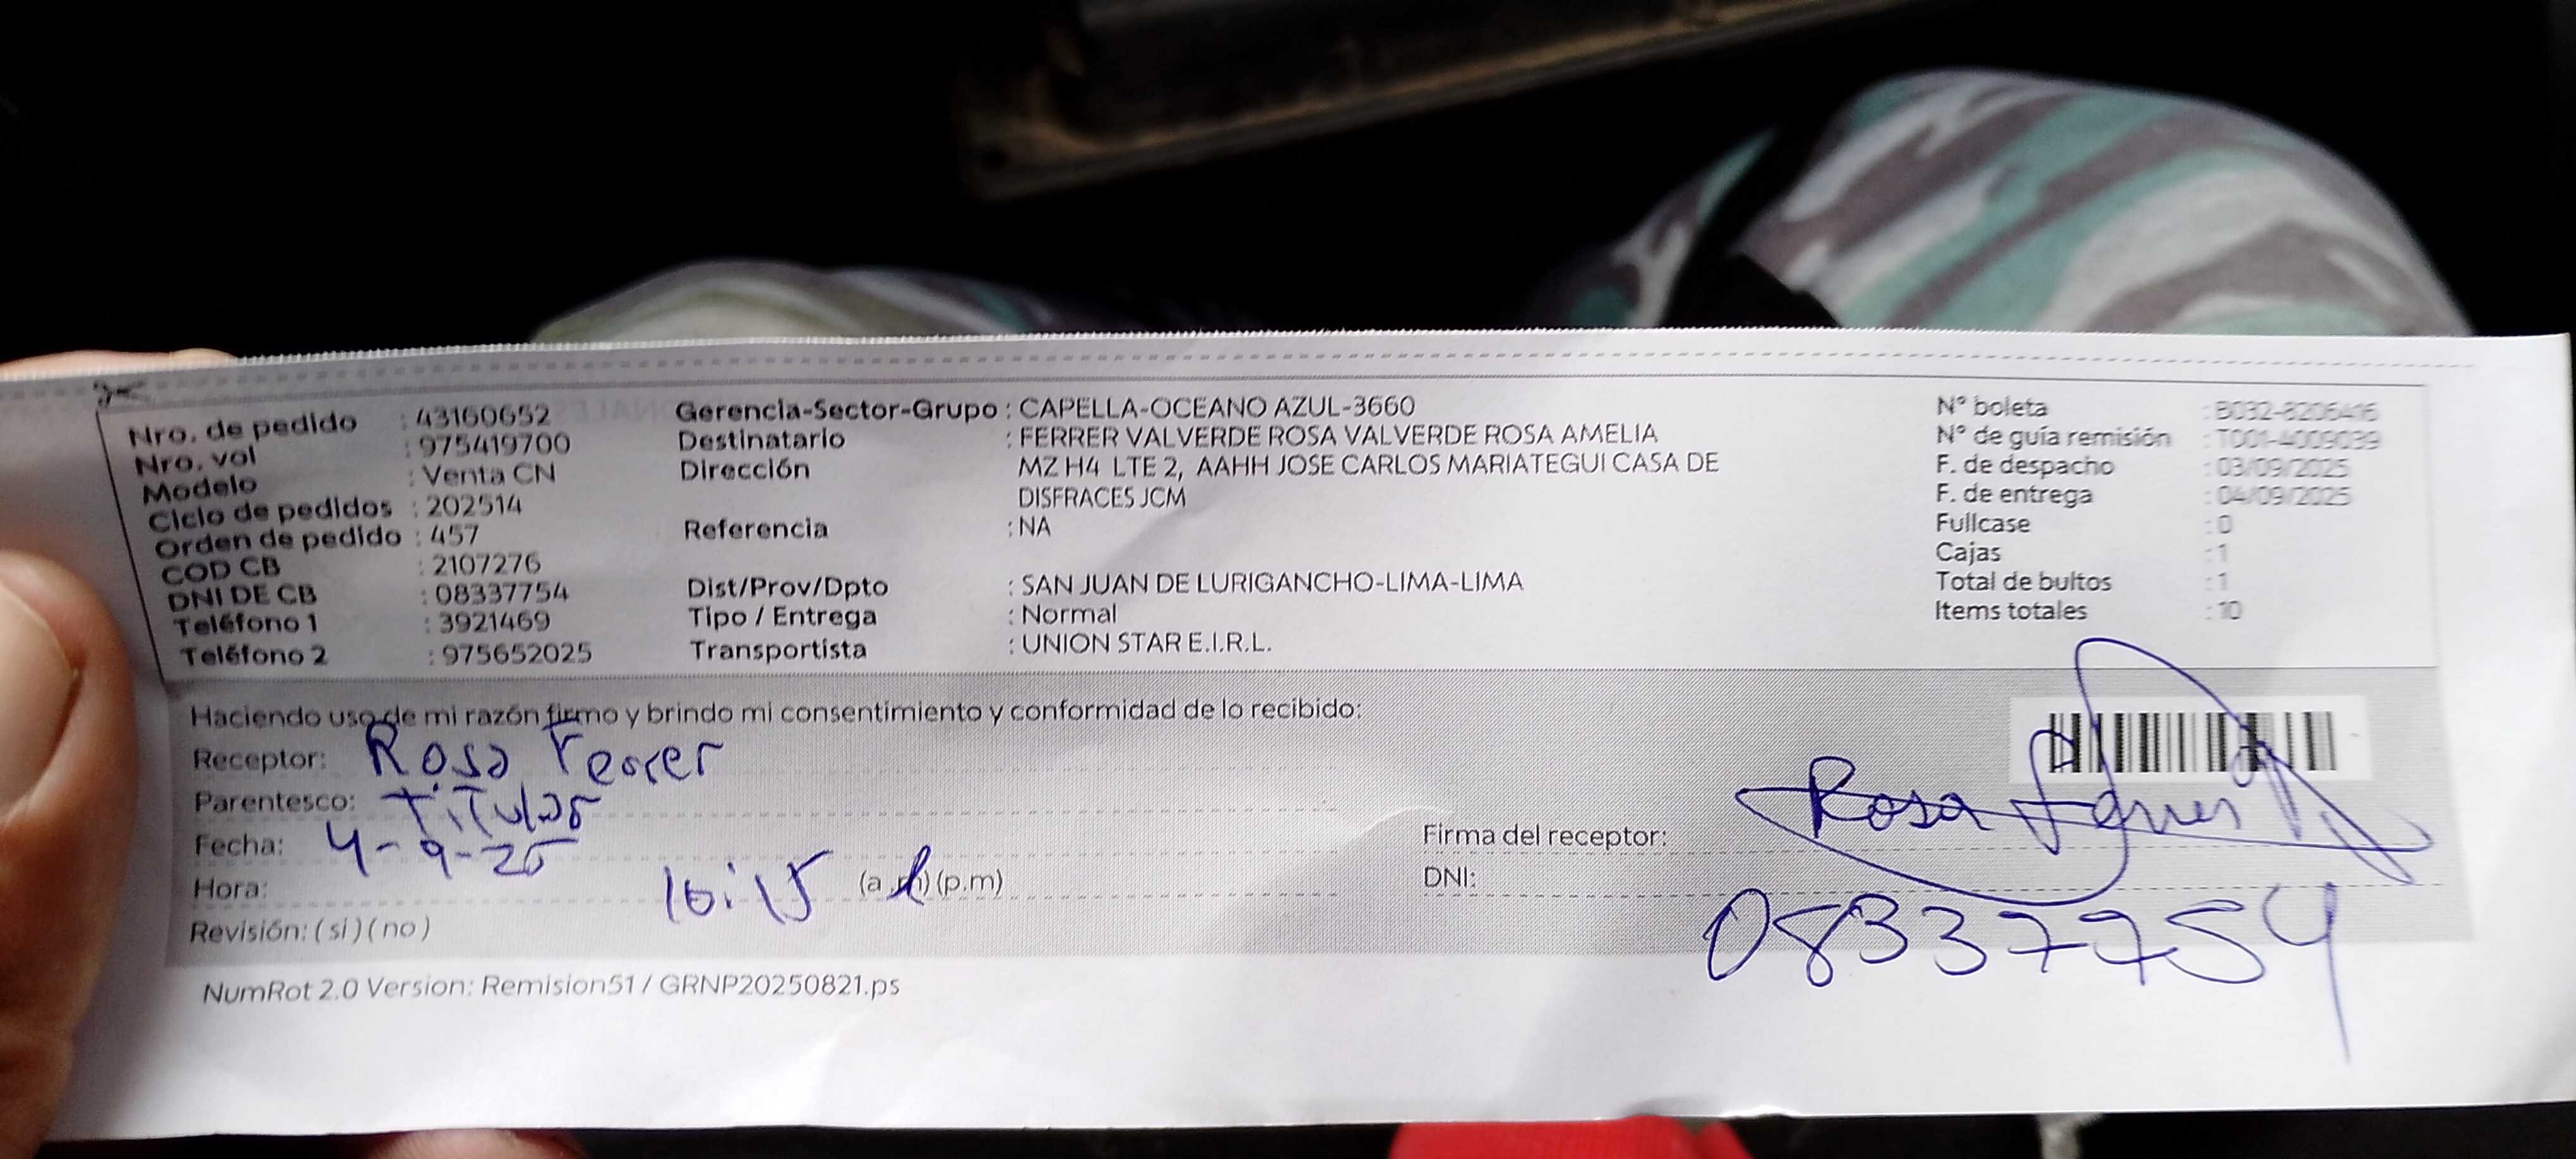 Nro. de pedido : 43160652
Nro. vol : 975419700
Modelo : Venta CN
Ciclo de pedidos : 202514
Orden de pedido : 457
COD CB : 2107276
DNI DE CB : 08337754
Teléfono 1 : 3921469
Teléfono 2 : 975652025
Gerencia-Sector-Grupo : CAPELLA-OCEANO AZUL-3660
Destinatario : FERRER VALVERDE ROSA VALVERDE ROSA AMELIA
Dirección MZ H4 LTE 2, AAHH JOSE CARLOS MARIATEGUI CASA DE
DISFRACES JCM
Referencia : NA
Dist/Prov/Dpto : SAN JUAN DE LURIGANCHO-LIMA-LIMA
Tipo / Entrega : Normal
Transportista : UNION STAR E.I.R.L.
N° boleta : B032-8206416
N° de guía remisión : T001-4009039
F. de despacho : 03/09/2025
F. de entrega : 04/09/2025
Fullcase : 0
Cajas : 1
Total de bultos : 1
Items totales : 10
Haciendo uso de mi razón firmo y brindo mi consentimiento y conformidad de lo recibido:
Receptor: Rosa Ferrer
Parentesco: Titular
Fecha: 4-9-25
Hora: 10:15 (a.m) (p.m)
Revisión: ( si ) ( no )
Firma del receptor: Rosa Ferrer
DNI: 08337754
NumRot 2.0 Version: Remision51 / GRNP20250821.ps